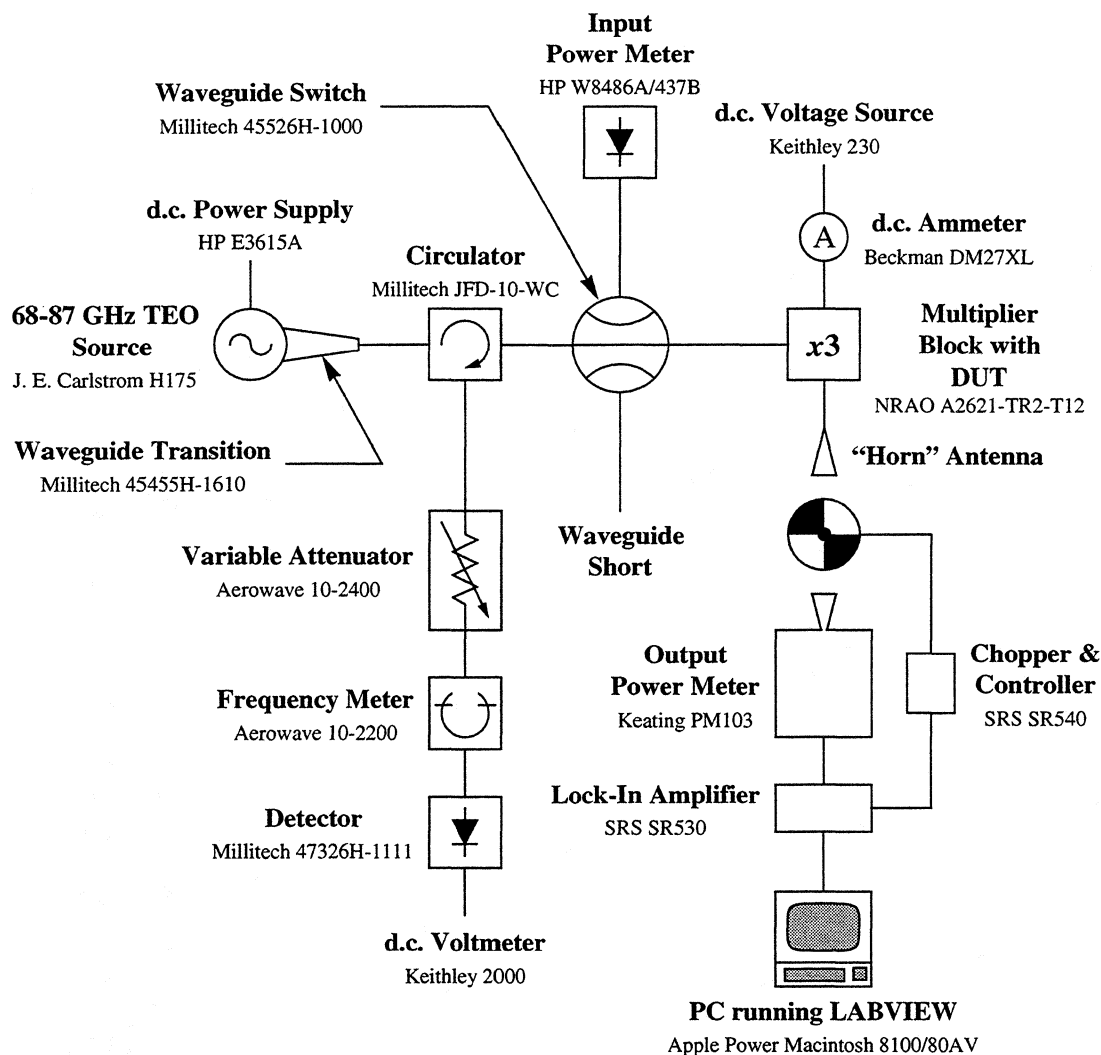 Input
Power Meter
HP W8486A/437B
Waveguide Switch
Millitech 45526H-1000
d.c. Voltage Source
Keithley 230
d.c. Power Supply
HP E3615A
A
d.c. Ammeter
Beckman DM27XL
Circulator
Millitech JFD-10-WC
68-87 GHz TEO
Source
J. E. Carlstrom H175
x3
Multiplier
Block with
DUT
NRAO A2621-TR2-T12
Waveguide Transition
Millitech 45455H-1610
“Horn” Antenna
Variable Attenuator
Aerowave 10-2400
Waveguide
Short
Output
Power Meter
Keating PM103
Chopper &
Controller
SRS SR540
Frequency Meter
Aerowave 10-2200
Lock-In Amplifier
SRS SR530
Detector
Millitech 47326H-1111
d.c. Voltmeter
Keithley 2000
PC running LABVIEW
Apple Power Macintosh 8100/80AV